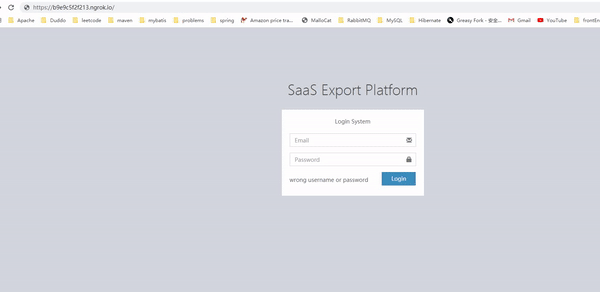 https://b9e9c5f2f213.ngrok.io/
Apache Guddo leetcode maven mybatis problems spring Amazon price tra... MalloCat RabbitMQ MySQL Hibernate Greasy Fork - 安全... Gmail YouTube frontEn
SaaS Export Platform
Login System
Email
Password
wrong username or password Login